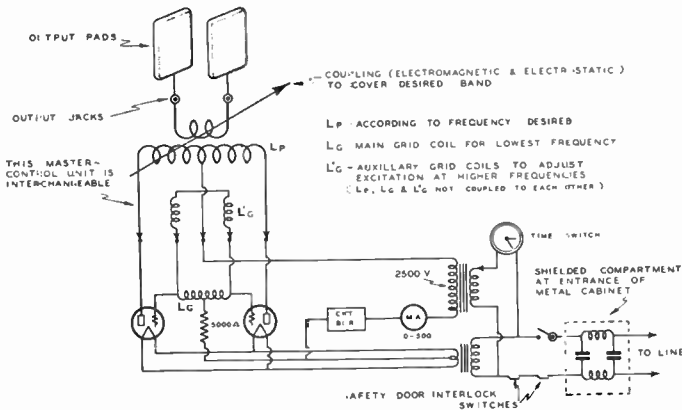 OUTPUT PADS
OUTPUT JACKS
COUPLING (ELECTROMAGNETIC & ELECTROSTATIC)
TO COVER DESIRED BAND
LP
LP - ACCORDING TO FREQUENCY DESIRED
LG MAIN GRID COIL FOR LOWEST FREQUENCY
L'G - AUXILLARY GRID COILS TO ADJUST
EXCITATION AT HIGHER FREQUENCIES
(LP, LG & L'G NOT COUPLED TO EACH OTHER)
THIS MASTER-
CONTROL UNIT IS
INTERCHANGEABLE
L'G
TIME SWITCH
2500 V
SHIELDED COMPARTMENT
AT ENTRANCE OF
METAL CABINET
LG
5000Ω
CKT
BKR
MA
0-500
TO LINE
SAFETY DOOR INTERLOCK
SWITCHES